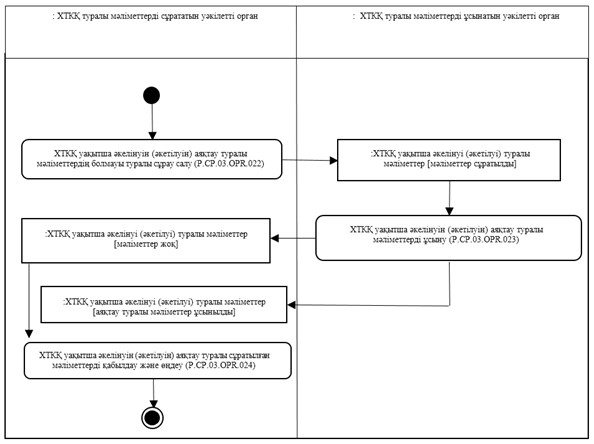 : ХТКҚ туралы мәліметтерді сұрататын уәкілетті орган
: ХТКҚ туралы мәліметтерді ұсынатын уәкілетті орган
ХТКҚ уақытша әкелінуін (әкетілуін) аяқтау туралы
мәліметтердің болмауы туралы сұрау салу (P.CP.03.OPR.022)
:ХТКҚ уақытша әкелінуі (әкетілуі) туралы
мәліметтер [мәліметтер сұратылды]
ХТКҚ уақытша әкелінуін (әкетілуін) аяқтау туралы
мәліметтерді ұсыну (P.CP.03.OPR.023)
:ХТКҚ уақытша әкелінуі (әкетілуі) туралы мәліметтер
[мәліметтер жоқ]
:ХТКҚ уақытша әкелінуі (әкетілуі) туралы мәліметтер
[аяқтау туралы мәліметтер ұсынылды]
ХТКҚ уақытша әкелінуін (әкетілуін) аяқтау туралы сұратылған
мәліметтерді қабылдау және өңдеу (P.CP.03.OPR.024)